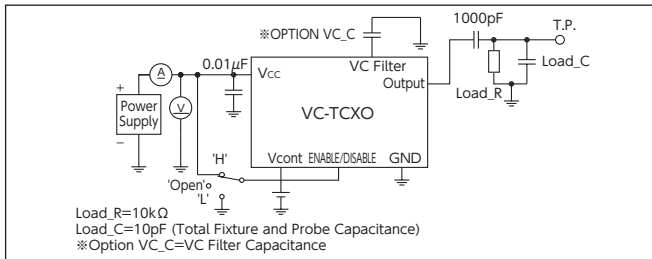 1000pF
T.P.
※OPTION VC_C
0.01μF
Vcc
VC Filter
Output
Load_C
Load_R
A
V
+
Power
Supply
−
VC-TCXO
'H'
Vcont
ENABLE/DISABLE
GND
'Open'
'L'
Load_R=10kΩ
Load_C=10pF (Total Fixture and Probe Capacitance)
※Option VC_C=VC Filter Capacitance